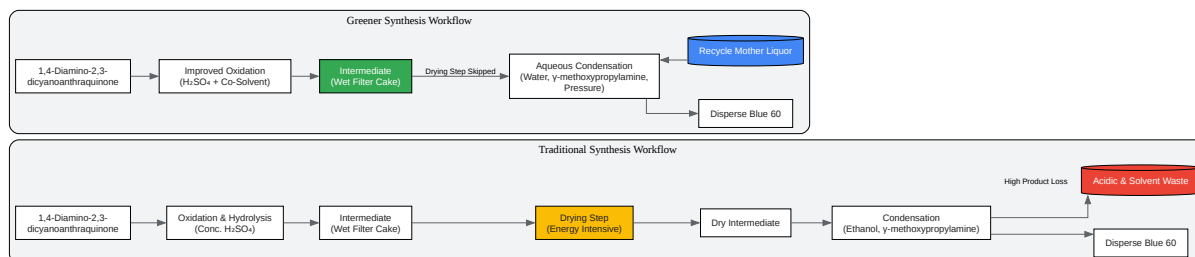 Greener Synthesis Workflow
1,4-Diamino-2,3-
dicyanoanthraquinone
Improved Oxidation
(H₂SO₄ + Co-Solvent)
Intermediate
(Wet Filter Cake)
Drying Step Skipped
Aqueous Condensation
(Water, γ-methoxypropylamine,
Pressure)
Recycle Mother Liquor
Disperse Blue 60
Traditional Synthesis Workflow
1,4-Diamino-2,3-
dicyanoanthraquinone
Oxidation & Hydrolysis
(Conc. H₂SO₄)
Intermediate
(Wet Filter Cake)
Drying Step
(Energy Intensive)
Dry Intermediate
Condensation
(Ethanol, γ-methoxypropylamine)
High Product Loss
Acidic & Solvent Waste
Disperse Blue 60